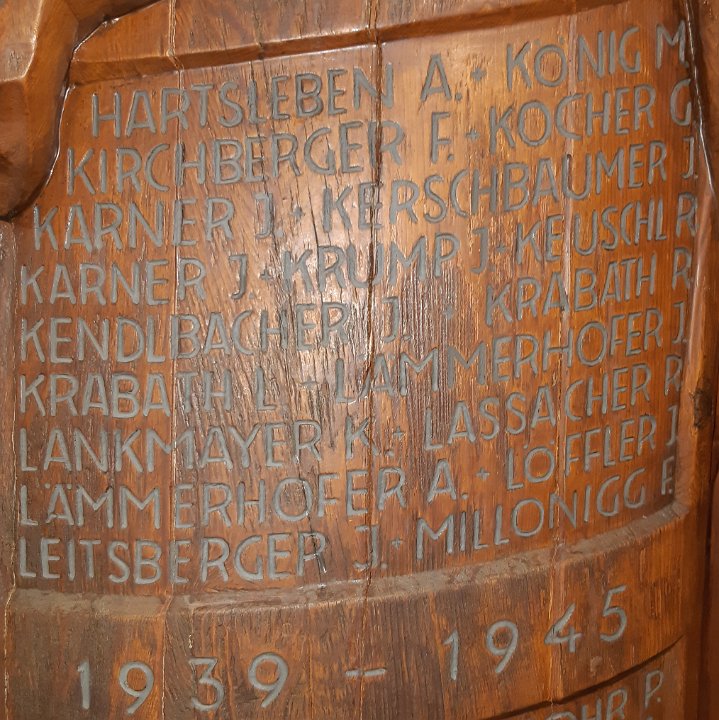 HARTSLEBEN A. + KÖNIG M.
KIRCHBERGER F. + KOCHER G.
KARNER J. + KERSCHBAUMER J.
KARNER J + KRUMP J + KEUSCHL R
KENDLBACHER J. KRABATH R
KRABATH L + LAMMERHOFER J.
LANKMAYER K. + LASSACHER R
LÄMMERHOFER A. + LÖFFLER J.
LEITSBERGER J. + MILLONIGG F.
1939 – 1945
P.